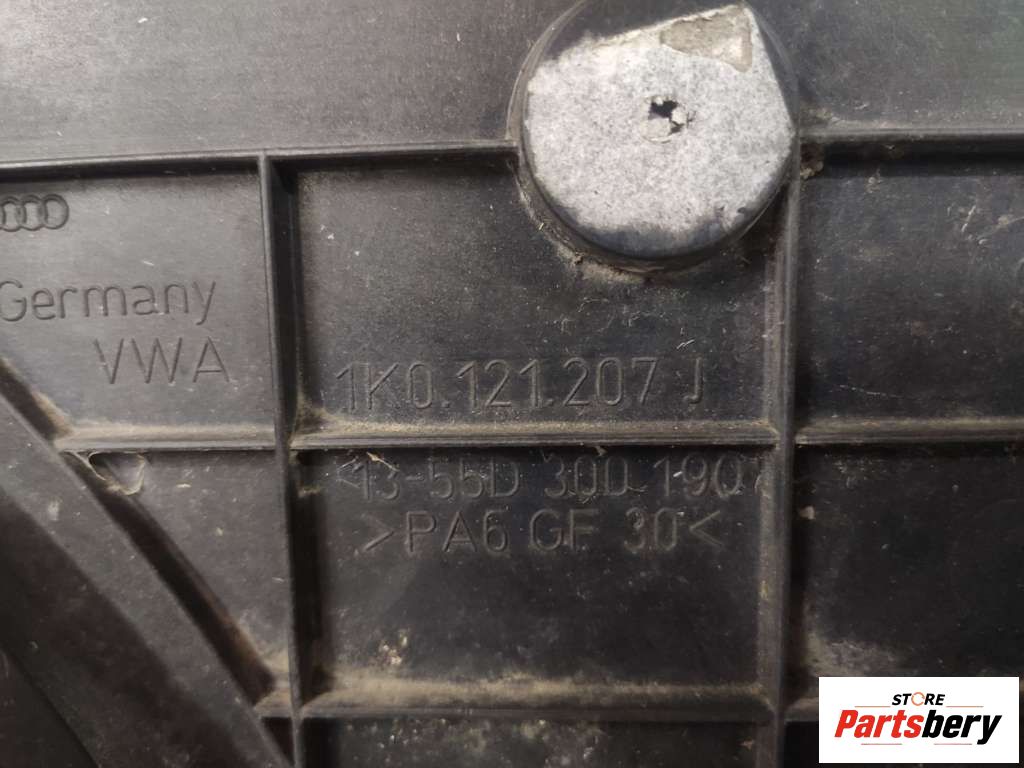 Germany
VWA
1K0.121.207 J
>PA6 GF 30<
STORE
Partsbery